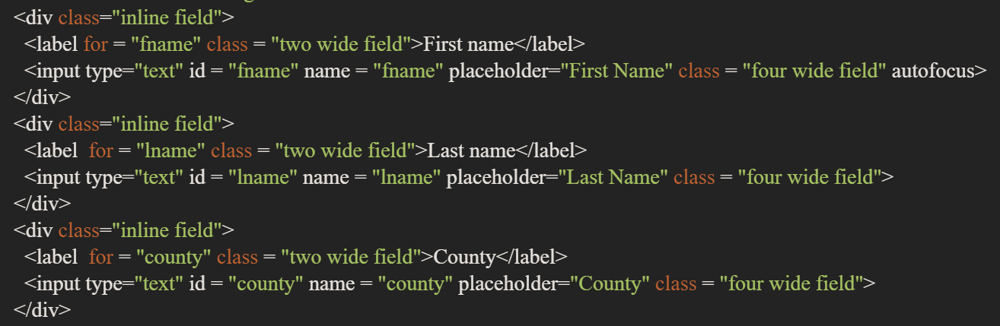 <div class="inline field">
<label for = "fname" class = "two wide field">First name</label>
<input type="text" id = "fname" name = "fname" placeholder="First Name" class = "four wide field" autofocus>
</div>
<div class="inline field">
<label  for = "lname" class = "two wide field">Last name</label>
<input type="text" id = "lname" name = "lname" placeholder="Last Name" class = "four wide field">
</div>
<div class="inline field">
<label  for = "county" class = "two wide field">County</label>
<input type="text" id = "county" name = "county" placeholder="County" class = "four wide field">
</div>